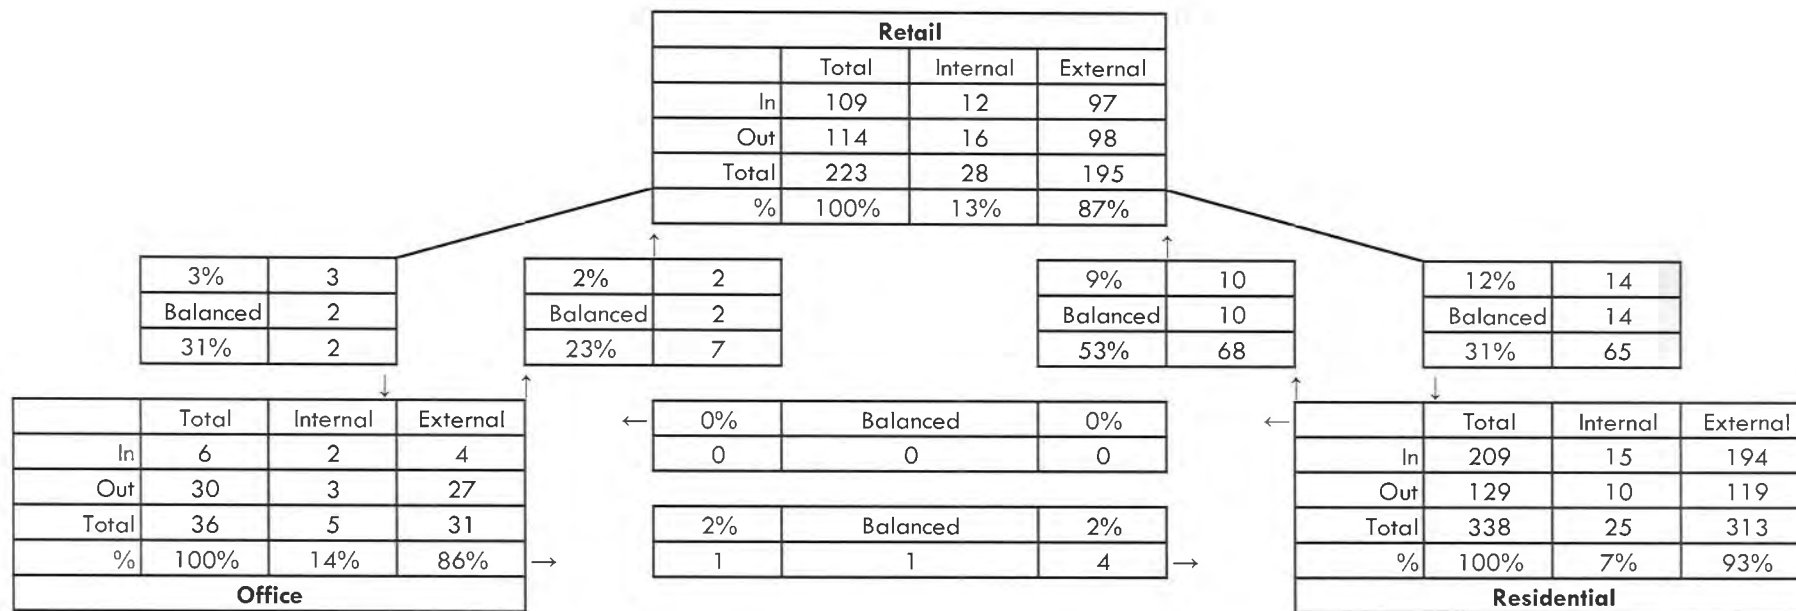 Retail
Total Internal External
In 109 12 97
Out 114 16 98
Total 223 28 195
% 100% 13% 87%
3% 3
Balanced 2
31% 2
2% 2
Balanced 2
23% 7
9% 10
Balanced 10
53% 68
12% 14
Balanced 14
31% 65
Total Internal External
In 6 2 4
Out 30 3 27
Total 36 5 31
% 100% 14% 86%
Office
← 0% Balanced 0% ←
0 0 0
2% Balanced 2%
→ 1 1 4 →
Total Internal External
In 209 15 194
Out 129 10 119
Total 338 25 313
% 100% 7% 93%
Residential